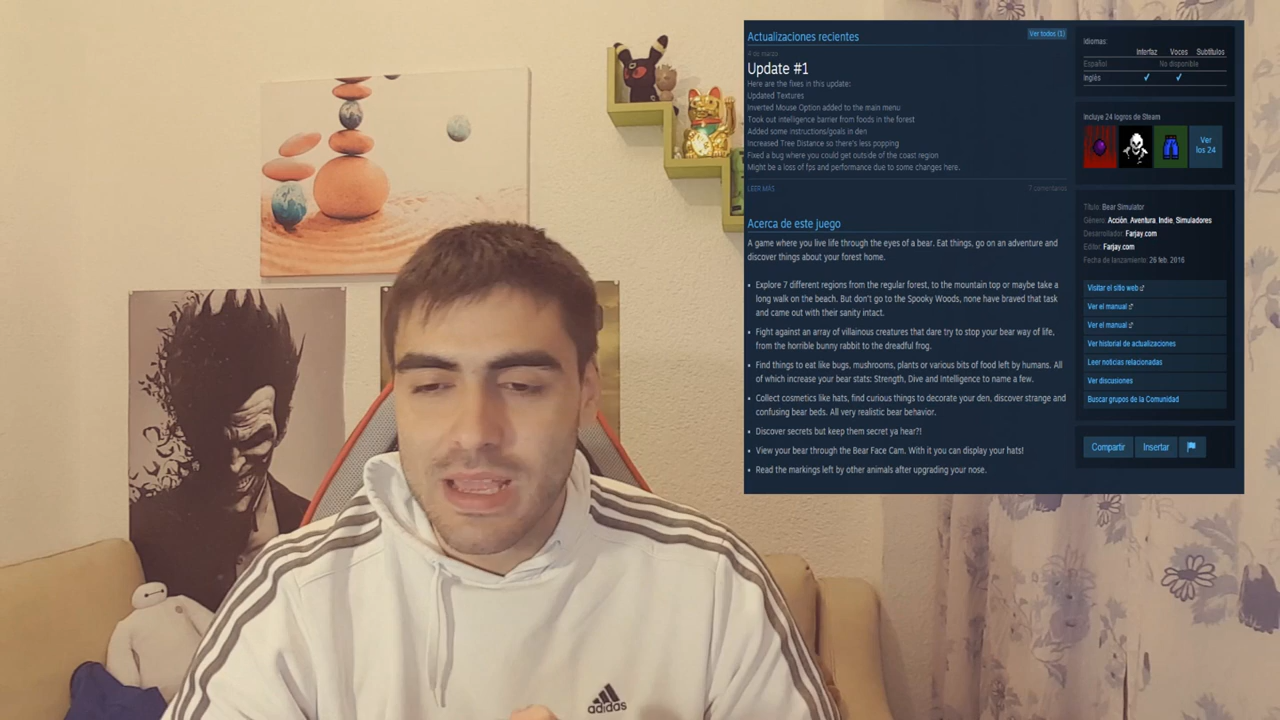 Actualizaciones recientes
Ver todos (1)
4 de marzo
Update #1
Here are the fixes in this update:
Updated Textures
Inverted Mouse Option added to the main menu
Took out intelligence barrier from foods in the forest
Added some instructions/goals in den
Increased Tree Distance so there's less popping
Fixed a bug where you could get outside of the coast region
Might be a loss of fps and performance due to some changes here.
LEER MÁS
7 comentarios
Acerca de este juego
A game where you live life through the eyes of a bear. Eat things, go on an adventure and
discover things about your forest home.
• Explore 7 different regions from the regular forest, to the mountain top or maybe take a
long walk on the beach. But don't go to the Spooky Woods, none have braved that task
and came out with their sanity intact.
• Fight against an array of villainous creatures that dare try to stop your bear way of life,
from the horrible bunny rabbit to the dreadful frog.
• Find things to eat like bugs, mushrooms, plants or various bits of food left by humans. All
of which increase your bear stats: Strength, Dive and Intelligence to name a few.
• Collect cosmetics like hats, find curious things to decorate your den, discover strange and
confusing bear beds. All very realistic bear behavior.
• Discover secrets but keep them secret ya hear?!
• View your bear through the Bear Face Cam. With it you can display your hats!
• Read the markings left by other animals after upgrading your nose.
Idiomas:
Interfaz Voces Subtítulos
Español No disponible
Inglés ✓ ✓
Incluye 24 logros de Steam
Ver
los 24
Título: Bear Simulator
Género: Acción, Aventura, Indie, Simuladores
Desarrollador: Farjay.com
Editor: Farjay.com
Fecha de lanzamiento: 26 feb. 2016
Visitar el sitio web
Ver el manual
Ver el manual
Ver historial de actualizaciones
Leer noticias relacionadas
Ver discusiones
Buscar grupos de la Comunidad
Compartir
Insertar
adidas